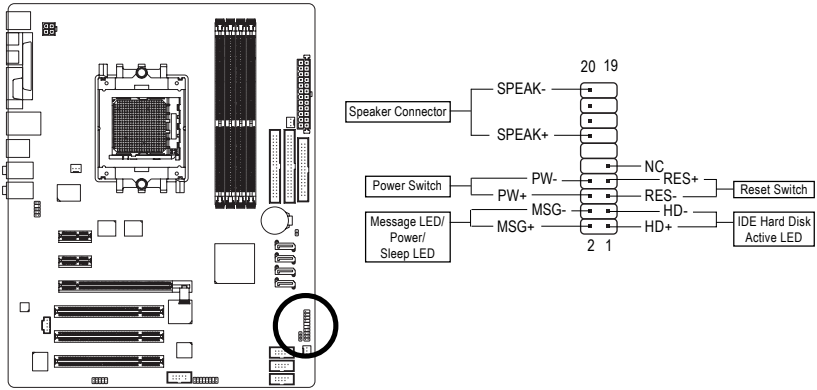 20 19
SPEAK-
Speaker Connector
SPEAK+
NC
PW-
RES+
Power Switch
Reset Switch
PW+
RES-
MSG-
HD-
Message LED/
Power/
Sleep LED
IDE Hard Disk
Active LED
MSG+
HD+
2 1